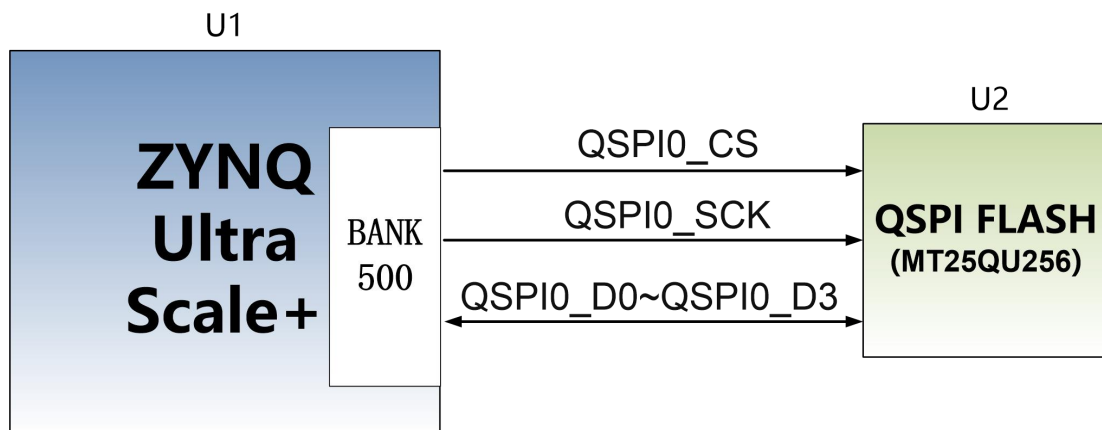 U1
ZYNQ
Ultra
Scale+
BANK
500
QSPI0_CS
QSPI0_SCK
QSPI0_D0~QSPI0_D3
U2
QSPI FLASH
(MT25QU256)